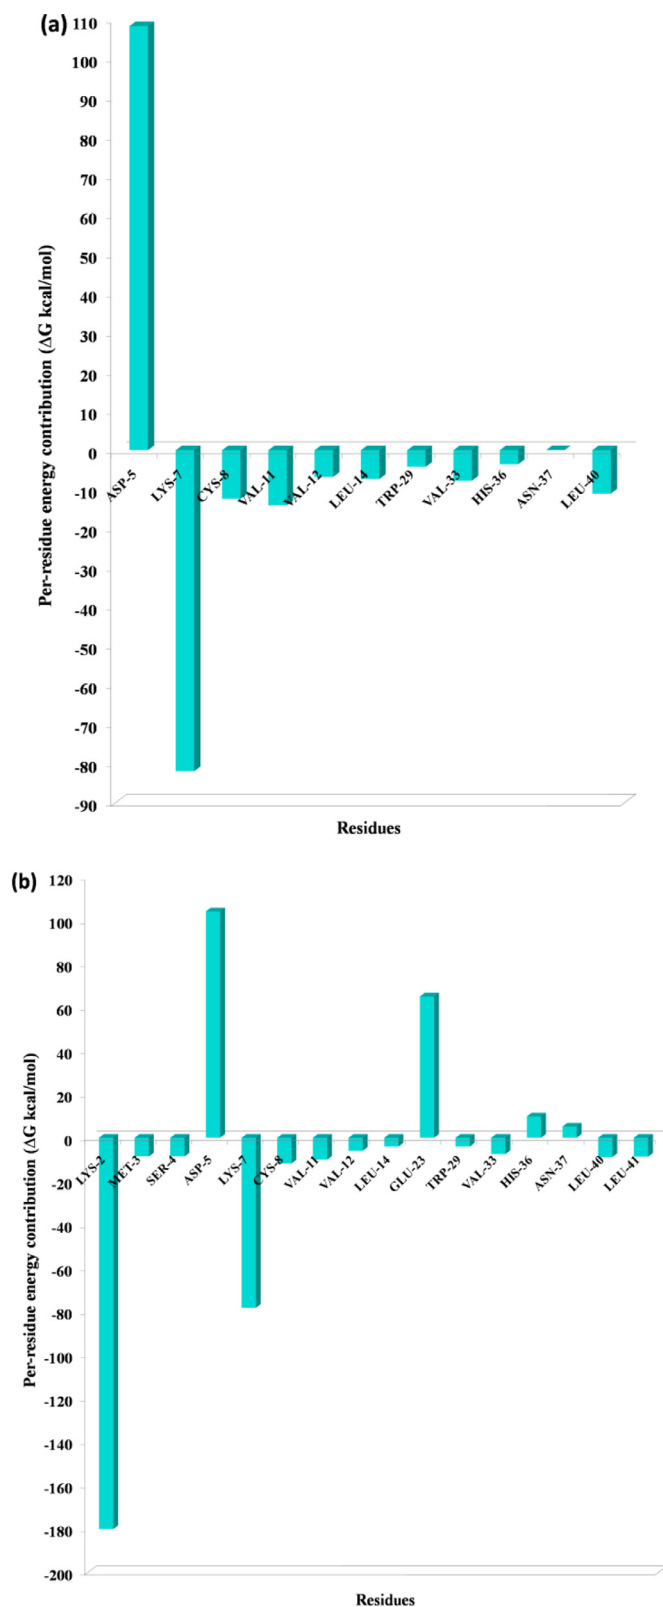 (a)
Per-residue energy contribution (ΔG kcal/mol)
110
100
90
80
70
60
50
40
30
20
10
0
-10
-20
-30
-40
-50
-60
-70
-80
-90
ASP-5
LYS-7
CYS-8
VAL-11
VAL-12
LEU-14
TRP-29
VAL-33
HIS-36
ASN-37
LEU-40
Residues
(b)
Per-residue energy contribution (ΔG kcal/mol)
120
100
80
60
40
20
0
-20
-40
-60
-80
-100
-120
-140
-160
-180
-200
LYS-2
MET-3
SER-4
ASP-5
LYS-7
CYS-8
VAL-11
VAL-12
LEU-14
GLU-23
TRP-29
VAL-33
HIS-36
ASN-37
LEU-40
LEU-41
Residues